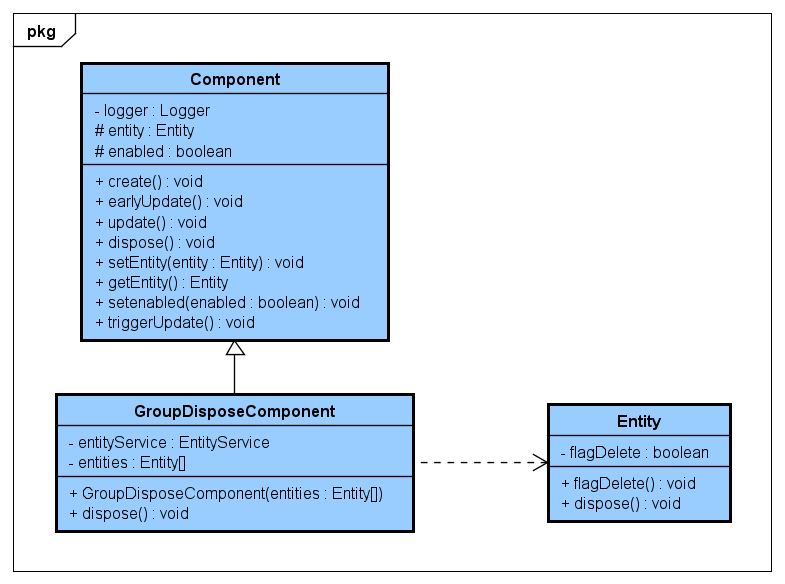 pkg
Component
- logger : Logger
# entity : Entity
# enabled : boolean
+ create() : void
+ earlyUpdate() : void
+ update() : void
+ dispose() : void
+ setEntity(entity : Entity) : void
+ getEntity() : Entity
+ setenabled(enabled : boolean) : void
+ triggerUpdate() : void
GroupDisposeComponent
- entityService : EntityService
- entities : Entity[]
+ GroupDisposeComponent(entities : Entity[])
+ dispose() : void
Entity
- flagDelete : boolean
+ flagDelete() : void
+ dispose() : void